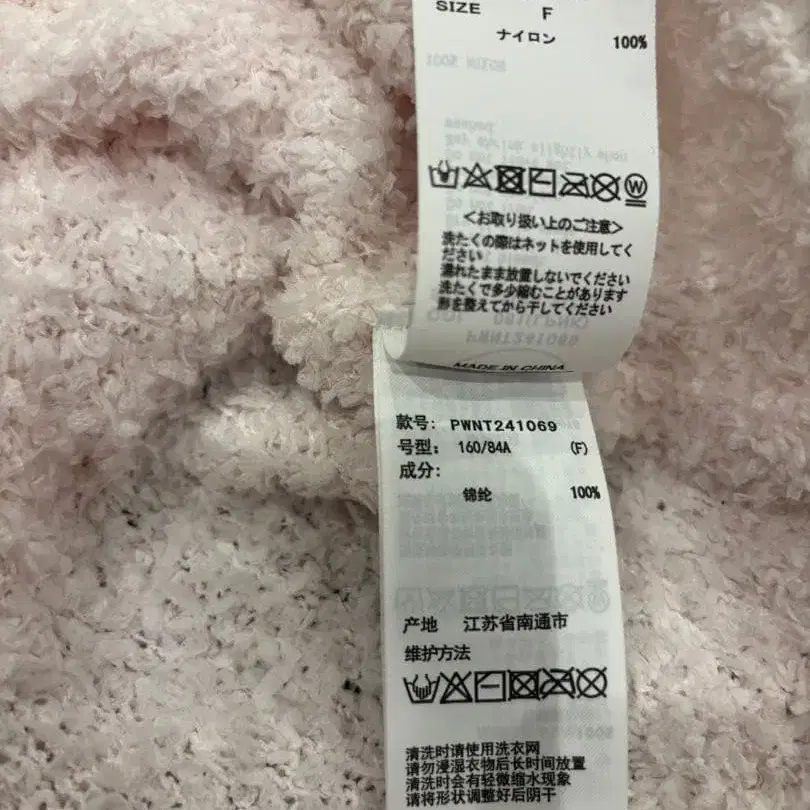 SIZE F
ナイロン 100%
W
<お取り扱い上のご注意>
洗たくの際はネットを使用してく
ださい
濡れたまま放置しないでください
洗たくで多少縮むことがあります
形を整えてから干してください
MADE IN CHINA
款号: PWNT241069
号型: 160/84A (F)
成分:
锦纶 100%
产地 江苏省南通市
维护方法
清洗时请使用洗衣网
请勿浸湿衣物后长时间放置
清洗时会有轻微缩水现象
请将形状调整好后阴干